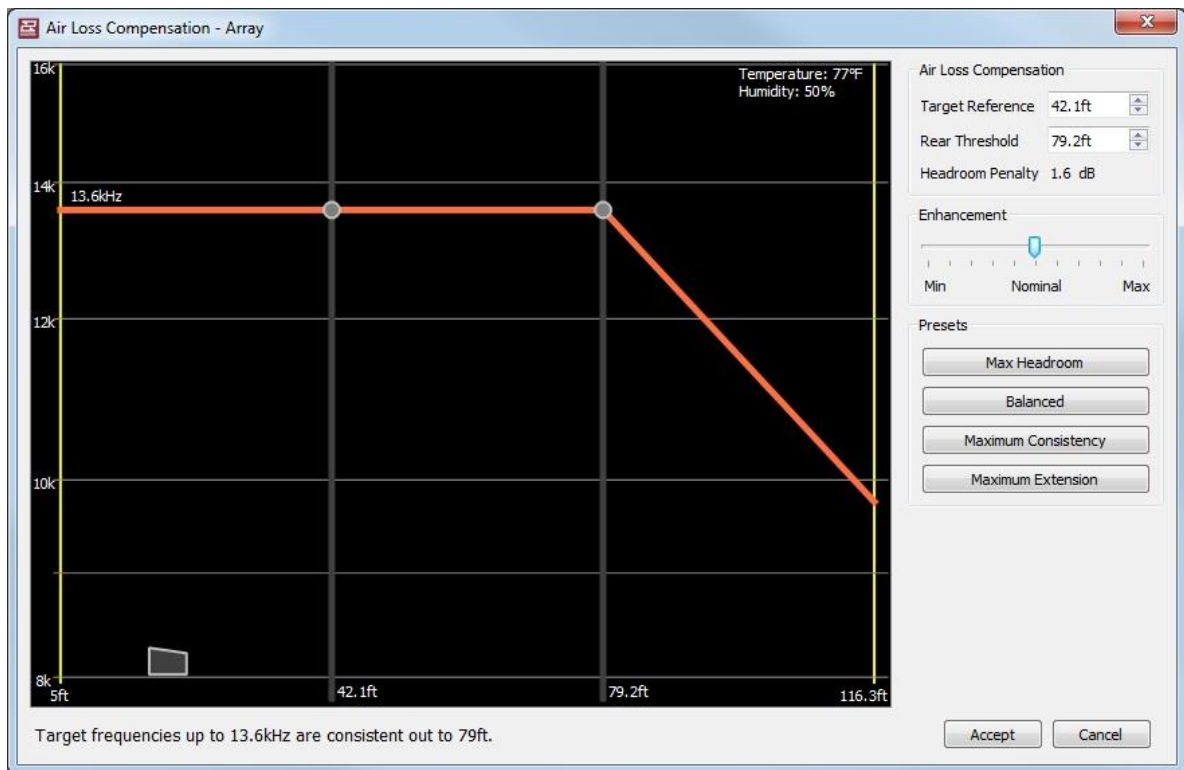 Air Loss Compensation - Array
16k
Temperature: 77°F
Humidity: 50%
14k
13.6kHz
12k
10k
8k
5ft
42.1ft
79.2ft
116.3ft
Target frequencies up to 13.6kHz are consistent out to 79ft.
Air Loss Compensation
Target Reference 42.1ft
Rear Threshold 79.2ft
Headroom Penalty 1.6 dB
Enhancement
Min Nominal Max
Presets
Max Headroom
Balanced
Maximum Consistency
Maximum Extension
Accept Cancel